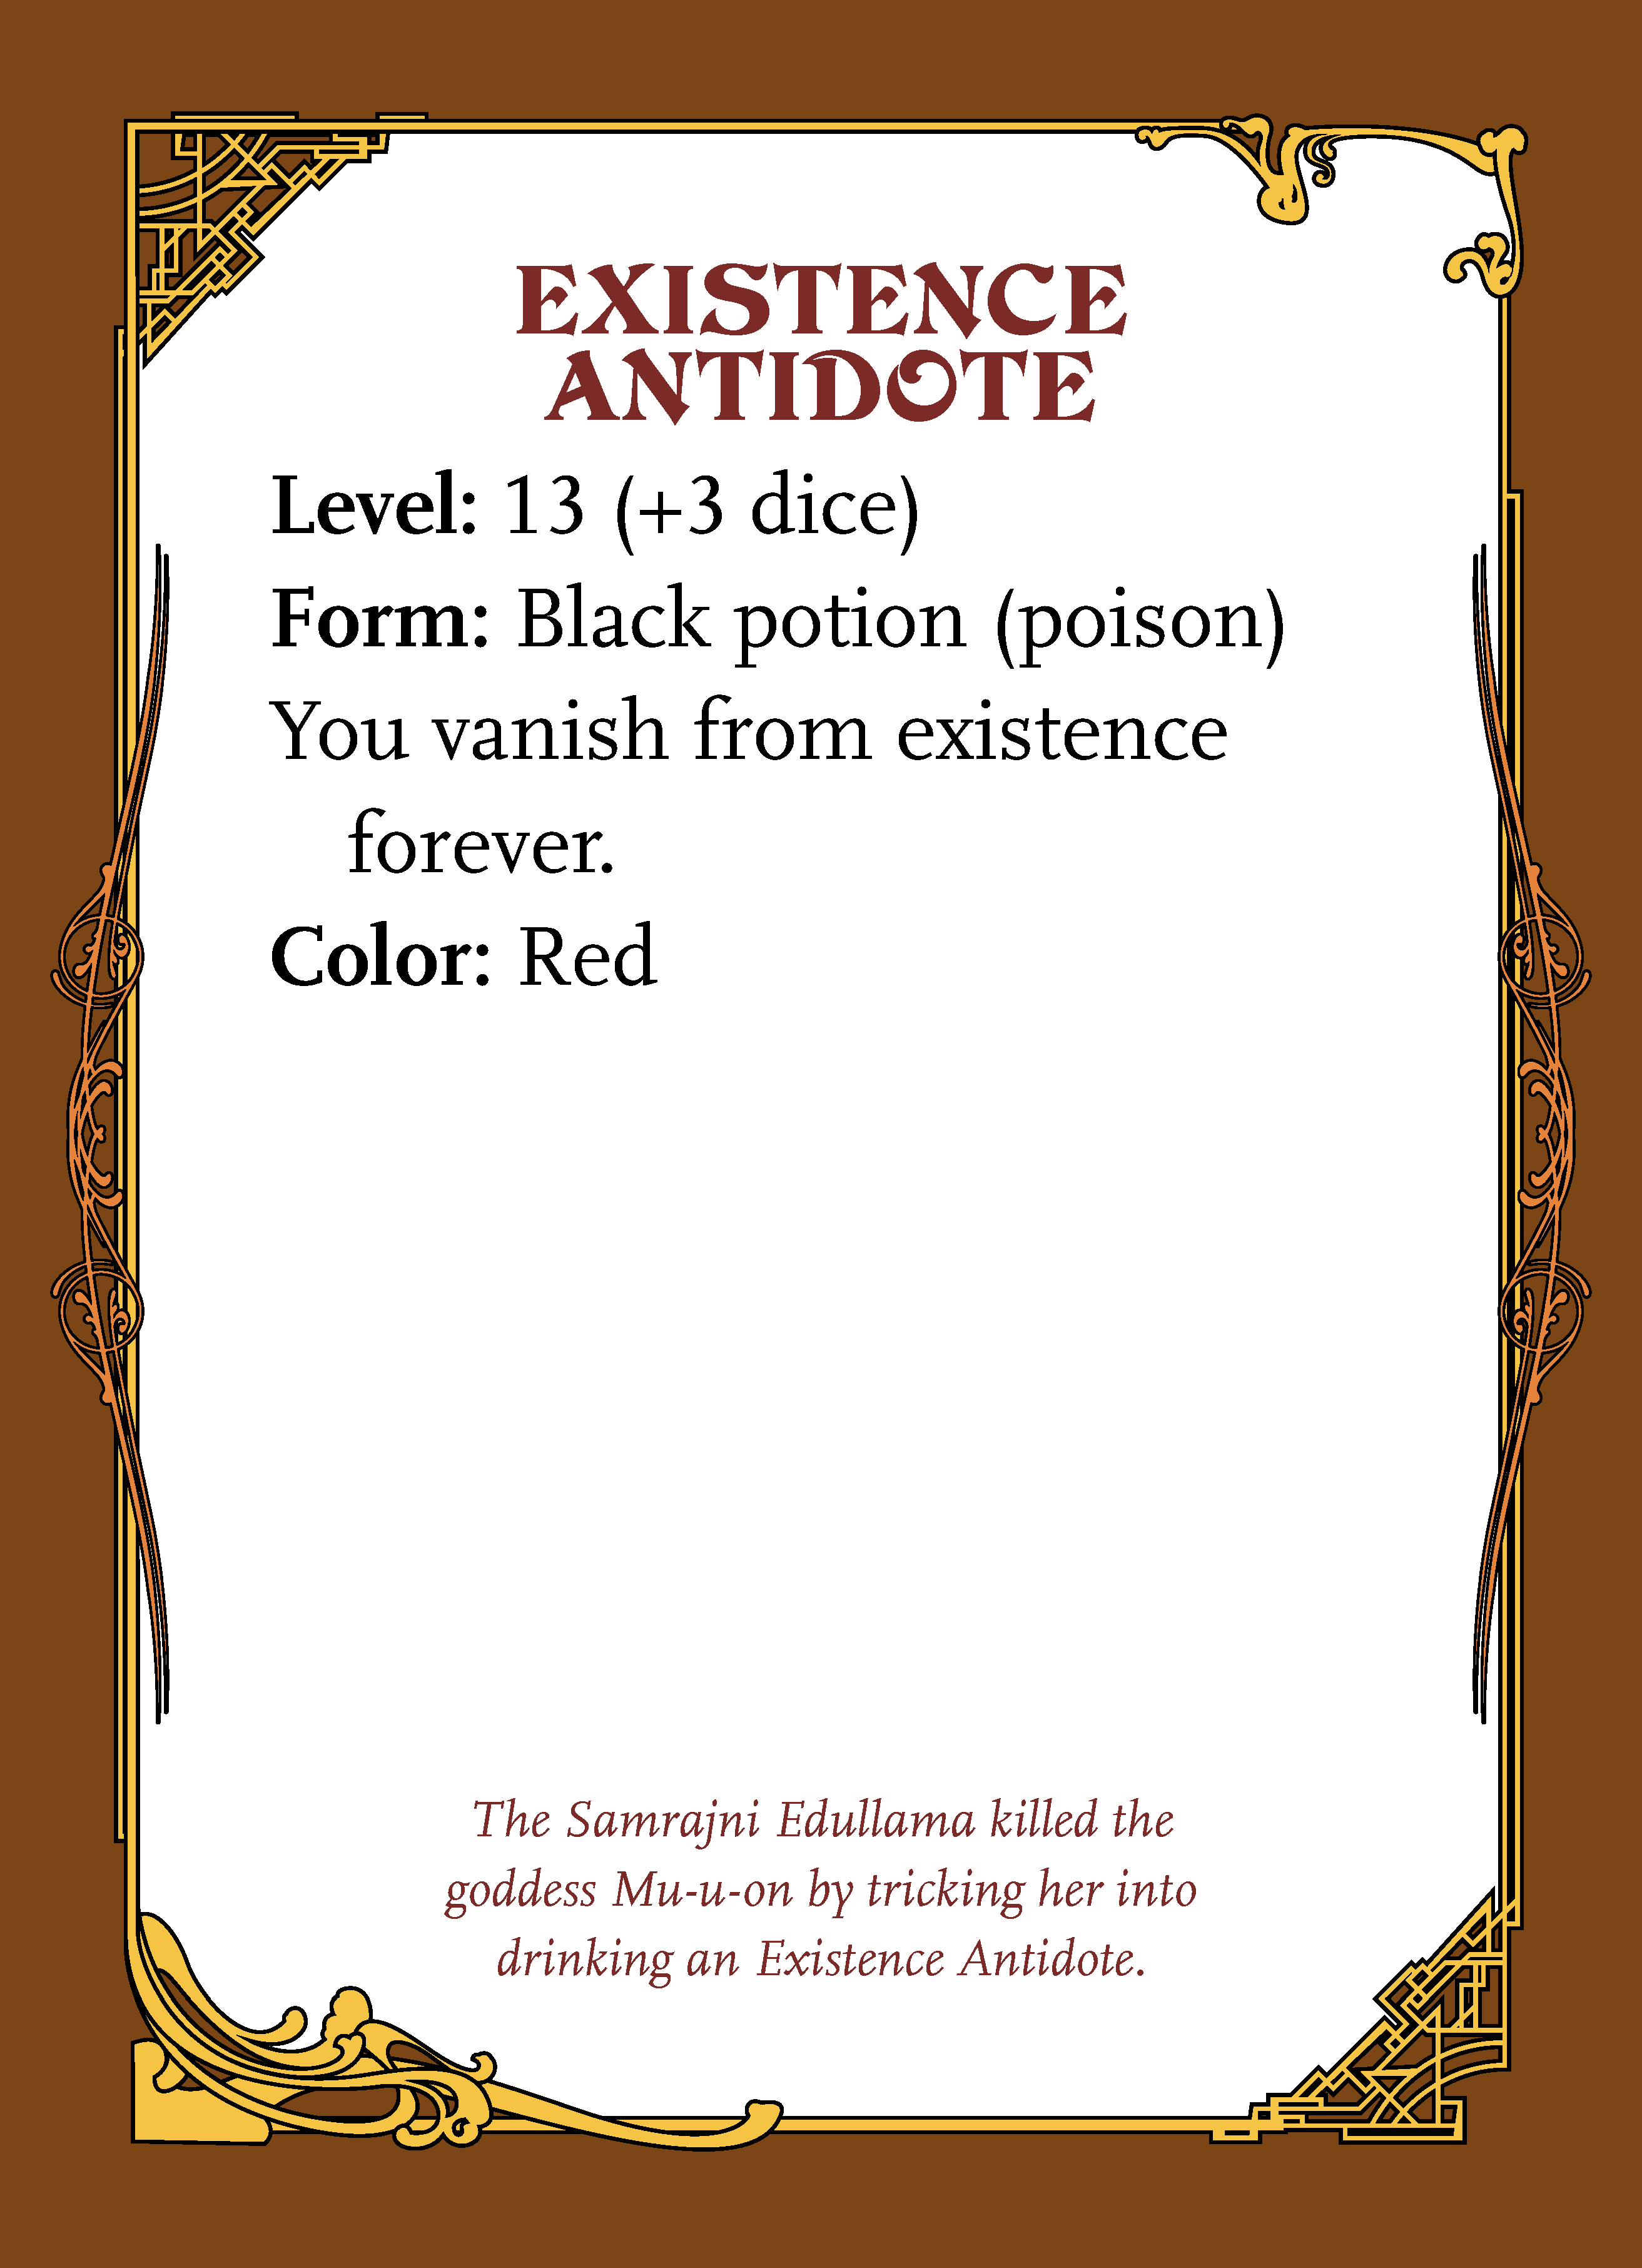 EXISTENCE
ANTIDOTE
Level: 13 (+3 dice)
Form: Black potion (poison)
You vanish from existence
forever.
Color: Red
The Samrajni Edullama killed the
goddess Mu-u-on by tricking her into
drinking an Existence Antidote.